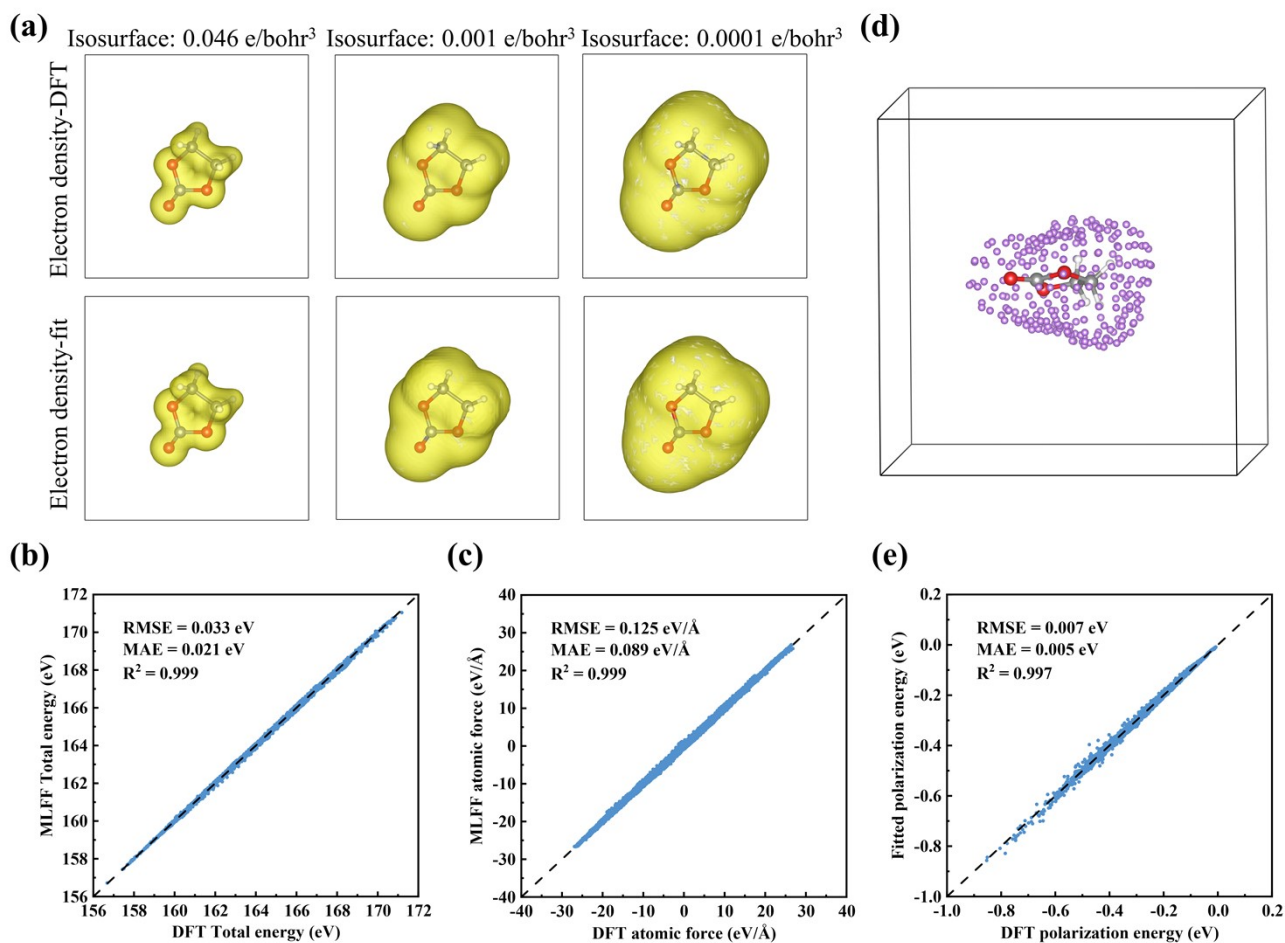 (a)
Isosurface: 0.046 e/bohr³
Isosurface: 0.001 e/bohr³
Isosurface: 0.0001 e/bohr³
Electron density-DFT
Electron density-fit
(d)
(b)
172
170
168
166
164
162
160
158
156
MLFF Total energy (eV)
RMSE = 0.033 eV
MAE = 0.021 eV
R² = 0.999
156 158 160 162 164 166 168 170 172
DFT Total energy (eV)
(c)
40
30
20
10
0
-10
-20
-30
-40
MLFF atomic force (eV/Å)
RMSE = 0.125 eV/Å
MAE = 0.089 eV/Å
R² = 0.999
-40 -30 -20 -10 0 10 20 30 40
DFT atomic force (eV/Å)
(e)
0.2
0.0
-0.2
-0.4
-0.6
-0.8
-1.0
Fitted polarization energy (eV)
RMSE = 0.007 eV
MAE = 0.005 eV
R² = 0.997
-1.0 -0.8 -0.6 -0.4 -0.2 0.0 0.2
DFT polarization energy (eV)